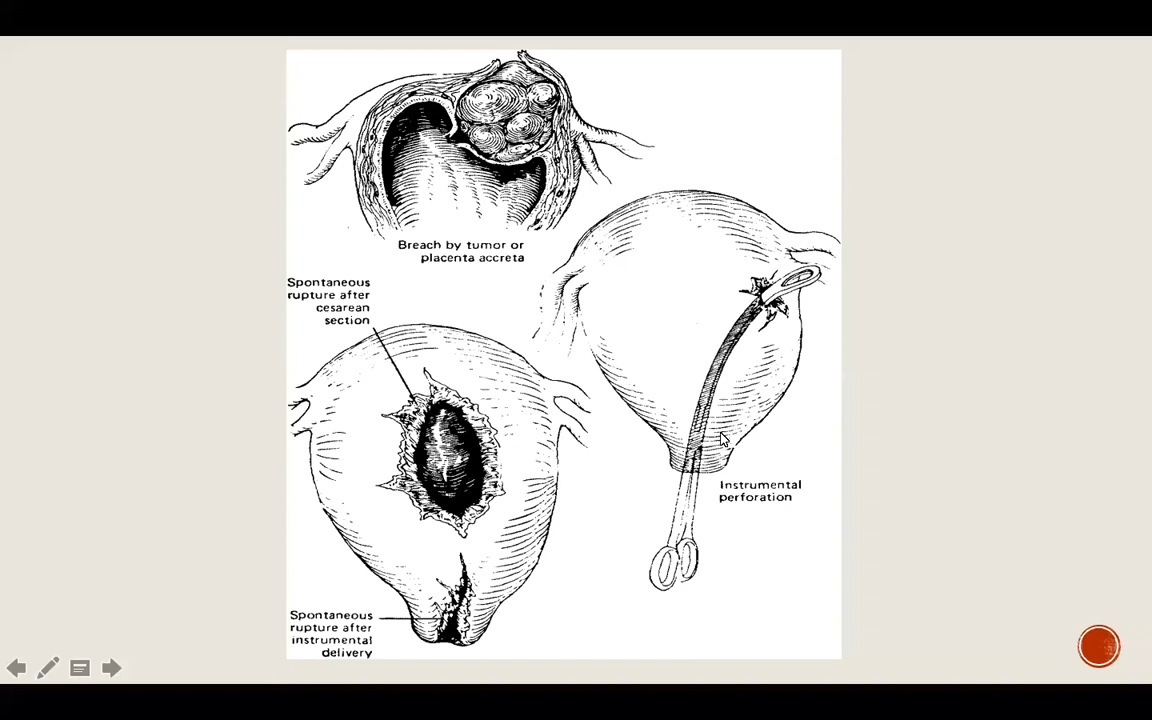 Breach by tumor or
placenta accreta
Spontaneous
rupture after
cesarean
section
Instrumental
perforation
Spontaneous
rupture after
instrumental
delivery